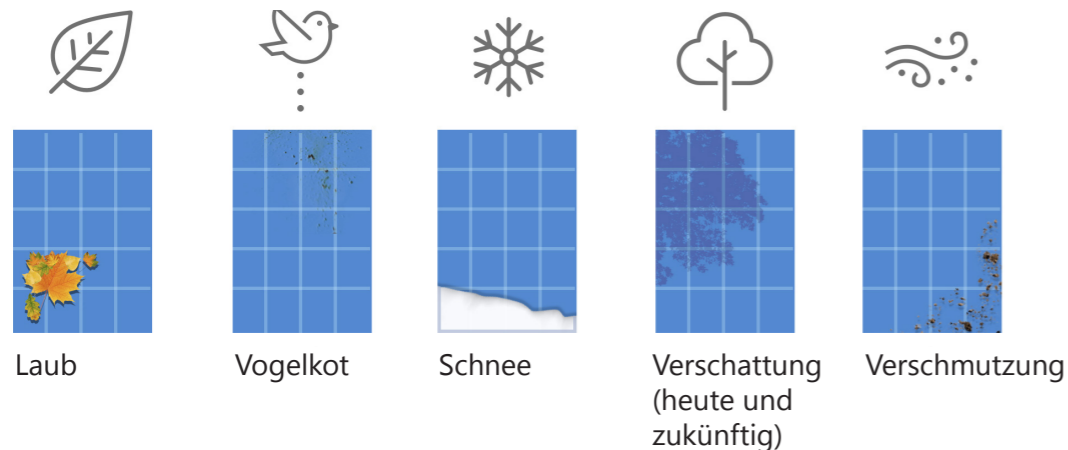 Laub
Vogelkot
Schnee
Verschattung
(heute und
zukünftig)
Verschmutzung